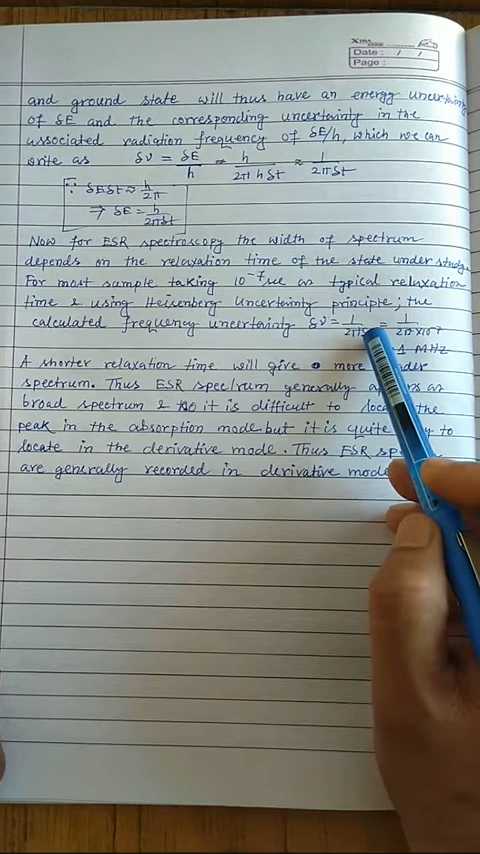 XTRA
Date : / /
Page :
and ground state will thus have an energy uncertainty
of δE and the corresponding uncertainty in the
associated radiation frequency of δE/h, which we can
write as δν = δE/h ≈ h/2π h δt ≈ 1/2πδt
∵ δEδt ≈ h/2π
⇒ δE = h/2πδt
Now for ESR spectroscopy the width of spectrum
depends on the relaxation time of the state under study.
For most sample taking 10⁻⁷ sec as typical relaxation
time & using Heisenberg Uncertainty principle; the
calculated frequency uncertainty δν = 1/2πδ = 1/2π×10⁻⁷
1 MHz
A shorter relaxation time will give a more
spectrum. Thus ESR spectrum generally as
broad spectrum & so it is difficult to the
peak in the absorption mode but it is quite to
locate in the derivative mode. Thus ESR
are generally recorded in derivative mode